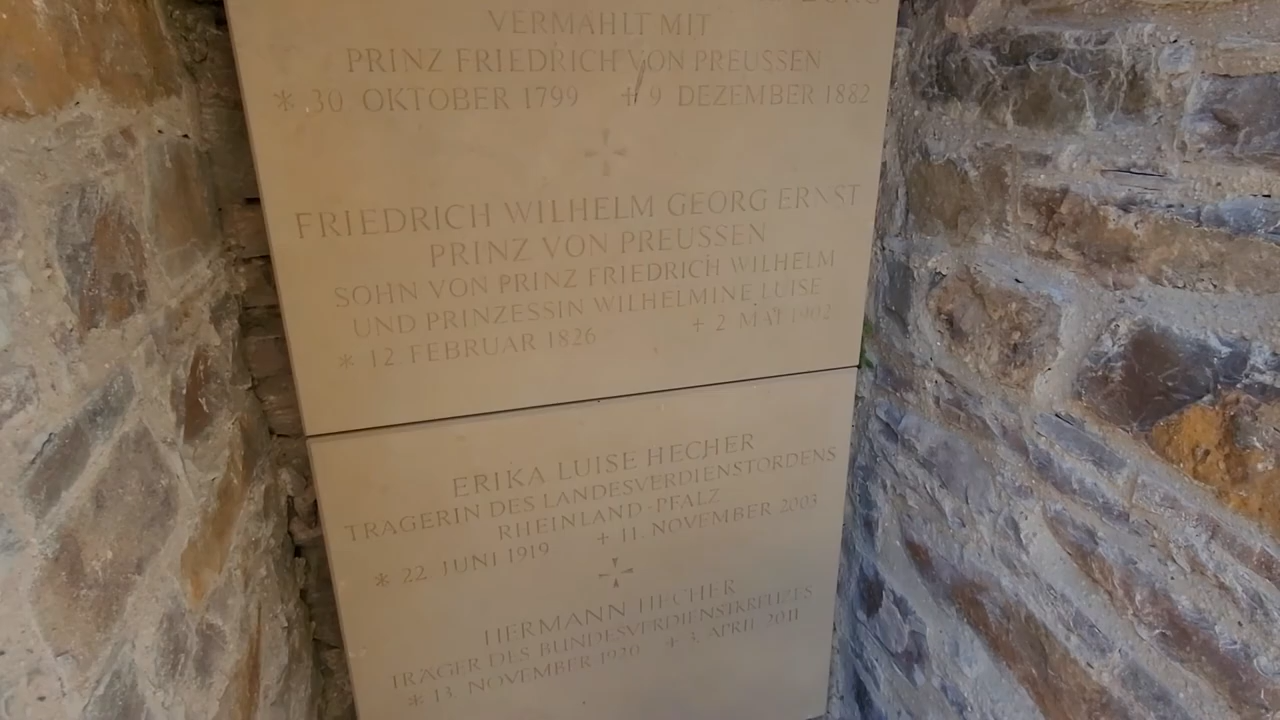 VERMÄHLT MIT
PRINZ FRIEDRICH VON PREUSSEN
* 30 OKTOBER 1799 + 9 DEZEMBER 1882
FRIEDRICH WILHELM GEORG ERNST
PRINZ VON PREUSSEN
SOHN VON PRINZ FRIEDRICH WILHELM
UND PRINZESSIN WILHELMINE LUISE
* 12. FEBRUAR 1826 + 2 MAI 1902
ERIKA LUISE HECHER
TRÄGERIN DES LANDESVERDIENSTORDENS
RHEINLAND-PFALZ
* 22. JUNI 1919 + 11. NOVEMBER 2003
HERMANN HECHER
TRÄGER DES BUNDESVERDIENSTKREUZES
* 13. NOVEMBER 1920 + 3. APRIL 2011